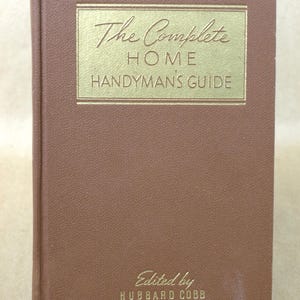 The Complete
HOME
HANDYMAN'S GUIDE
Edited by
HUBBARD COBB